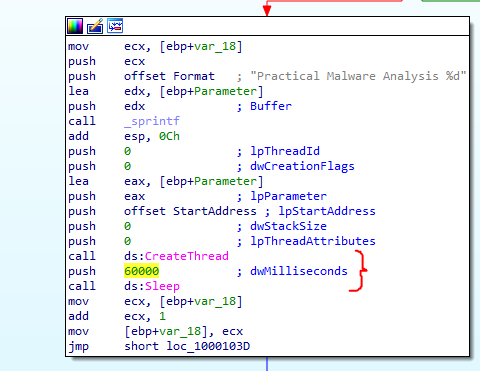 mov ecx, [ebp+var_18]
push ecx
push offset Format ; "Practical Malware Analysis %d"
lea edx, [ebp+Parameter]
push edx ; Buffer
call _sprintf
add esp, 0Ch
push 0 ; lpThreadId
push 0 ; dwCreationFlags
lea eax, [ebp+Parameter]
push eax ; lpParameter
push offset StartAddress ; lpStartAddress
push 0 ; dwStackSize
push 0 ; lpThreadAttributes
call ds:CreateThread
push 60000 ; dwMilliseconds
call ds:Sleep
mov ecx, [ebp+var_18]
add ecx, 1
mov [ebp+var_18], ecx
jmp short loc_1000103D